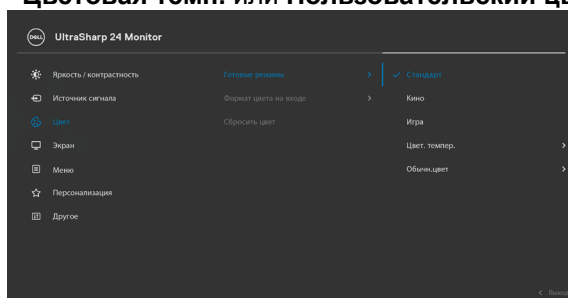 Цветовая темп. или Пользовательский
DELL UltraSharp 24 Monitor
Яркость / контрастность Готовые режимы Стандарт
Источник сигнала Формат цвета на входе Кино
Цвет Сбросить цвет Игра
Экран Цвет. темпер.
Меню Обычн.цвет
Персонализация
Другое
Выход